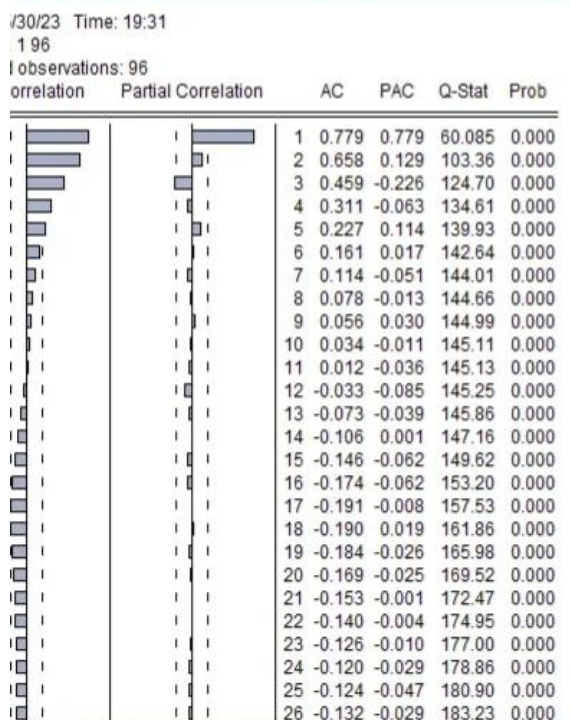 /30/23 Time: 19:31
1 96
observations: 96
orrelation Partial Correlation AC PAC Q-Stat Prob
1 0.779 0.779 60.085 0.000
2 0.658 0.129 103.36 0.000
3 0.459 -0.226 124.70 0.000
4 0.311 -0.063 134.61 0.000
5 0.227 0.114 139.93 0.000
6 0.161 0.017 142.64 0.000
7 0.114 -0.051 144.01 0.000
8 0.078 -0.013 144.66 0.000
9 0.056 0.030 144.99 0.000
10 0.034 -0.011 145.11 0.000
11 0.012 -0.036 145.13 0.000
12 -0.033 -0.085 145.25 0.000
13 -0.073 -0.039 145.86 0.000
14 -0.106 0.001 147.16 0.000
15 -0.146 -0.062 149.62 0.000
16 -0.174 -0.062 153.20 0.000
17 -0.191 -0.008 157.53 0.000
18 -0.190 0.019 161.86 0.000
19 -0.184 -0.026 165.98 0.000
20 -0.169 -0.025 169.52 0.000
21 -0.153 -0.001 172.47 0.000
22 -0.140 -0.004 174.95 0.000
23 -0.126 -0.010 177.00 0.000
24 -0.120 -0.029 178.86 0.000
25 -0.124 -0.047 180.90 0.000
26 -0.132 -0.029 183.23 0.000